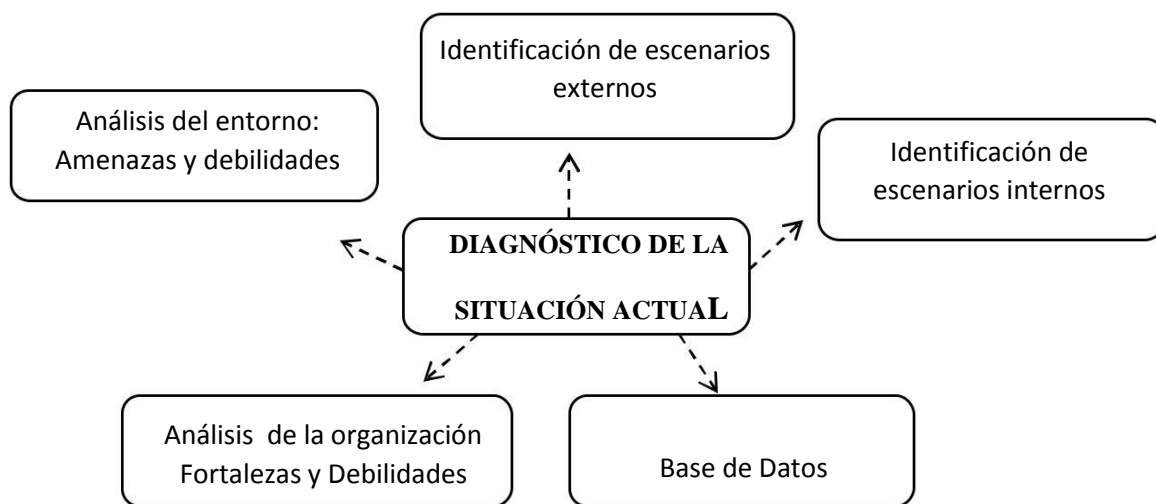 Identificación de escenarios
externos
Análisis del entorno:
Amenazas y debilidades
Identificación de
escenarios internos
DIAGNÓSTICO DE LA
SITUACIÓN ACTUAL
Análisis de la organización
Fortalezas y Debilidades
Base de Datos